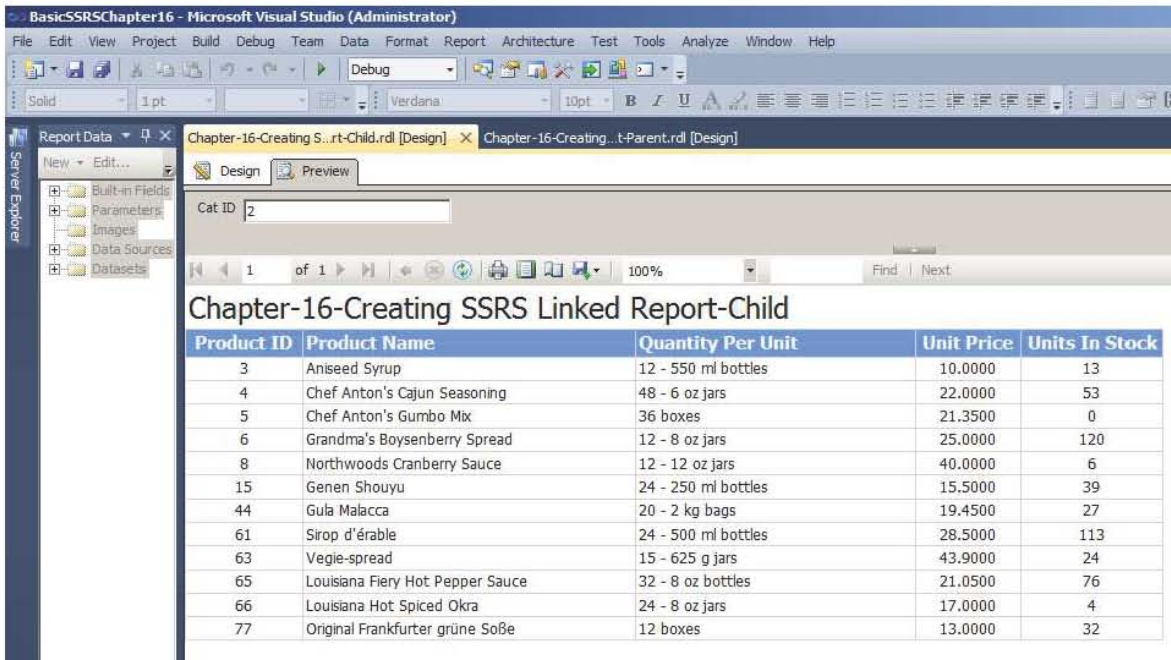 BasicSSRSChapter16 - Microsoft Visual Studio (Administrator)
File Edit View Project Build Debug Team Data Format Report Architecture Test Tools Analyze Window Help
Debug
Solid 1 pt Verdana 10pt B I U A
Server Explorer
Report Data
New Edit...
Built-in Fields
Parameters
Images
Data Sources
Datasets
Chapter-16-Creating S...rt-Child.rdl [Design] Chapter-16-Creating...t-Parent.rdl [Design]
Design Preview
Cat ID 2
1 of 1 100% Find | Next
Chapter-16-Creating SSRS Linked Report-Child
Product ID Product Name Quantity Per Unit Unit Price Units In Stock
3 Aniseed Syrup 12 - 550 ml bottles 10.0000 13
4 Chef Anton's Cajun Seasoning 48 - 6 oz jars 22.0000 53
5 Chef Anton's Gumbo Mix 36 boxes 21.3500 0
6 Grandma's Boysenberry Spread 12 - 8 oz jars 25.0000 120
8 Northwoods Cranberry Sauce 12 - 12 oz jars 40.0000 6
15 Genen Shouyu 24 - 250 ml bottles 15.5000 39
44 Gula Malacca 20 - 2 kg bags 19.4500 27
61 Sirop d'érable 24 - 500 ml bottles 28.5000 113
63 Vegie-spread 15 - 625 g jars 43.9000 24
65 Louisiana Fiery Hot Pepper Sauce 32 - 8 oz bottles 21.0500 76
66 Louisiana Hot Spiced Okra 24 - 8 oz jars 17.0000 4
77 Original Frankfurter grüne Soße 12 boxes 13.0000 32